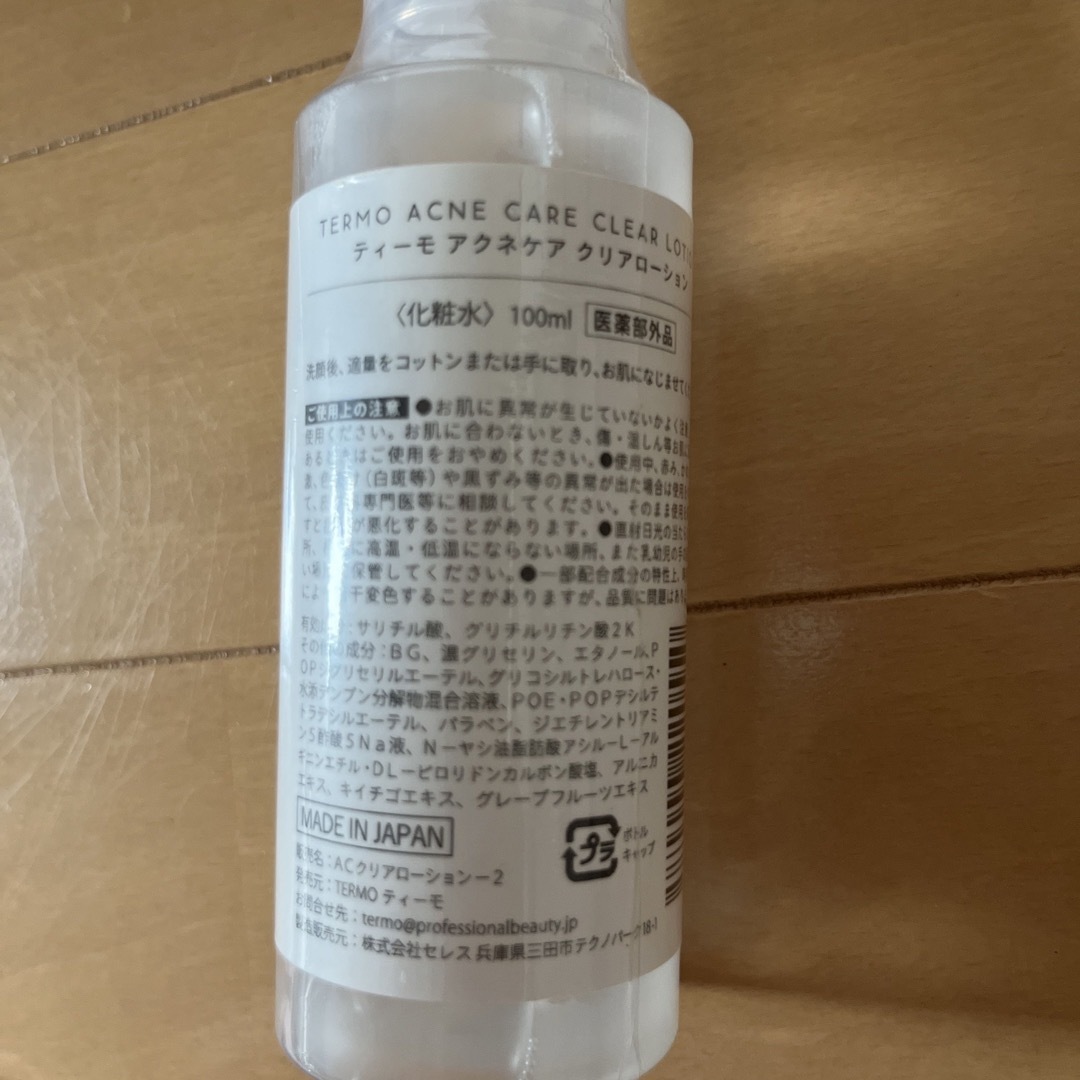 TERMO ACNE CARE CLEAR LOTI
ティーモ アクネケア クリアローション
〈化粧水〉 100ml 医薬部外品
洗顔後、適量をコットンまたは手に取り、お肌になじませてく
ご使用上の注意 ●お肌に異常が生じていないかよく注意
使用ください。お肌に合わないとき、傷・湿しん等お肌に
ある はご使用をおやめください。●使用中、赤み、か
(白斑等)や黒ずみ等の異常が出た場合は使用
て、 専門医等に相談してください。そのまま使用
すと が悪化することがあります。●直射日光の当た
所、 に高温・低温にならない場所、また乳幼児の手
い場 保管してください。●一部配合成分の特性上、
によ 干変色することがありますが、品質に問題はあり
有効 :サリチル酸、グリチルリチン酸2K
その他の成分:BG、濃グリセリン、エタノール、P
OPジグリセリルエーテル、グリコシルトレハロース・
水添デンプン分解物混合溶液、POE・POPデシルテ
トラデシルエーテル、パラベン、ジエチレントリアミ
ン5酢酸5Na液、N－ヤシ油脂肪酸アシル－L－アル
ギニンエチル・DL－ピロリドンカルボン酸塩、アルニカ
エキス、キイチゴエキス、グレープフルーツエキス
MADE IN JAPAN
プラ
ボトル
キャップ
販売名:ACクリアローション－2
発売元:TERMO ティーモ
お問合せ先:termo@professionalbeauty.jp
製造販売元:株式会社セレス 兵庫県三田市テクノパーク18-1